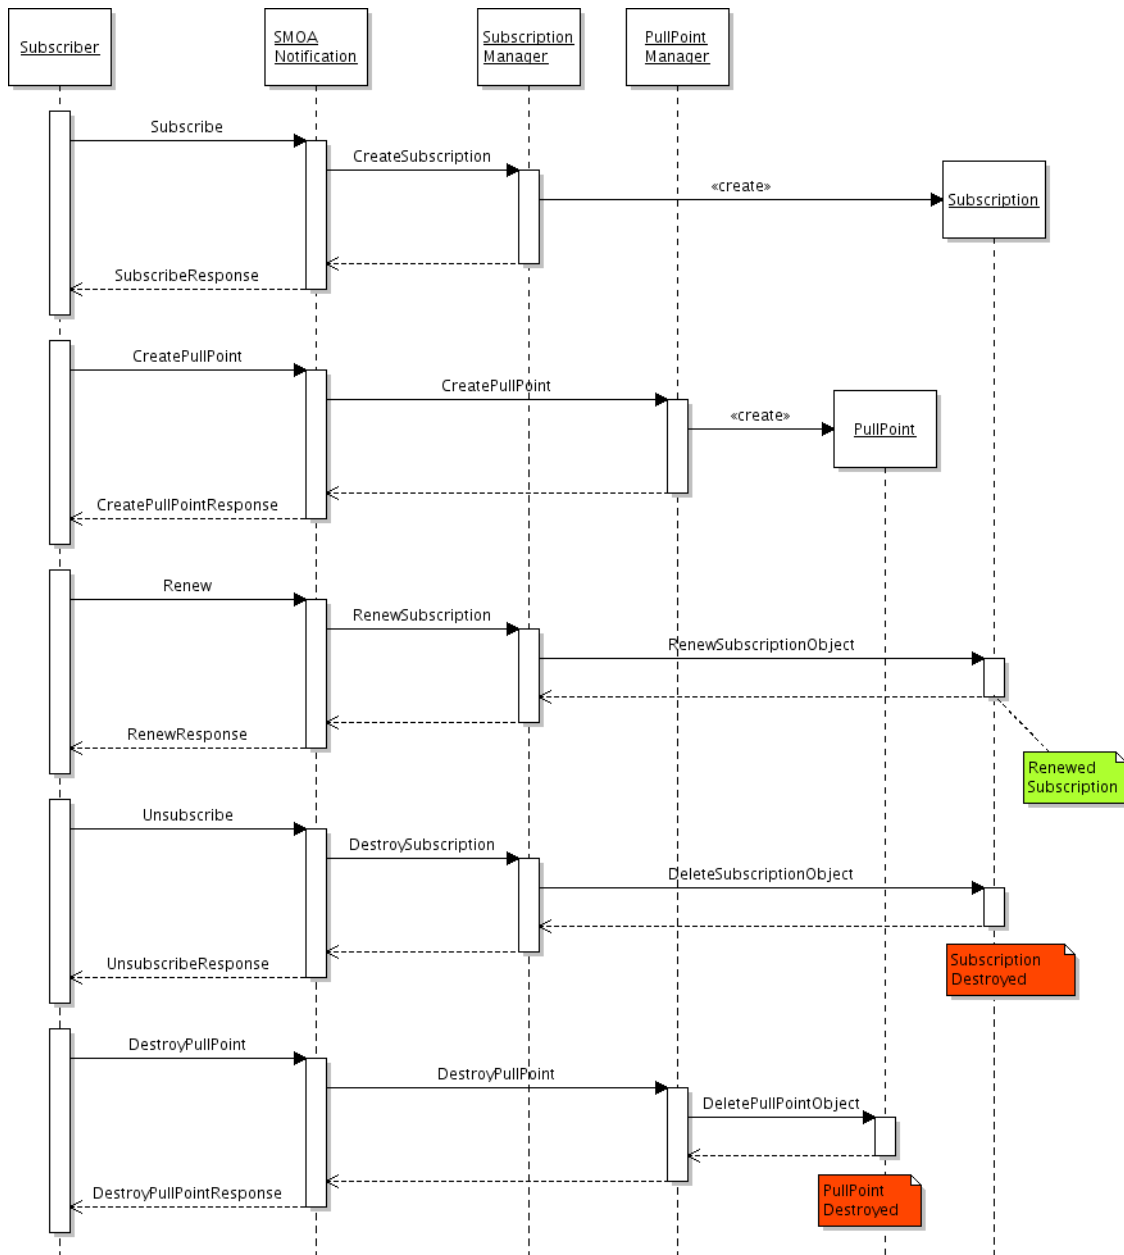 Subscriber
SMOA
Notification
Subscription
Manager
PullPoint
Manager
Subscribe
CreateSubscription
«create»
Subscription
SubscribeResponse
CreatePullPoint
CreatePullPoint
«create»
PullPoint
CreatePullPointResponse
Renew
RenewSubscription
RenewSubscriptionObject
RenewResponse
Renewed
Subscription
Unsubscribe
DestroySubscription
DeleteSubscriptionObject
UnsubscribeResponse
Subscription
Destroyed
DestroyPullPoint
DestroyPullPoint
DeletePullPointObject
DestroyPullPointResponse
PullPoint
Destroyed